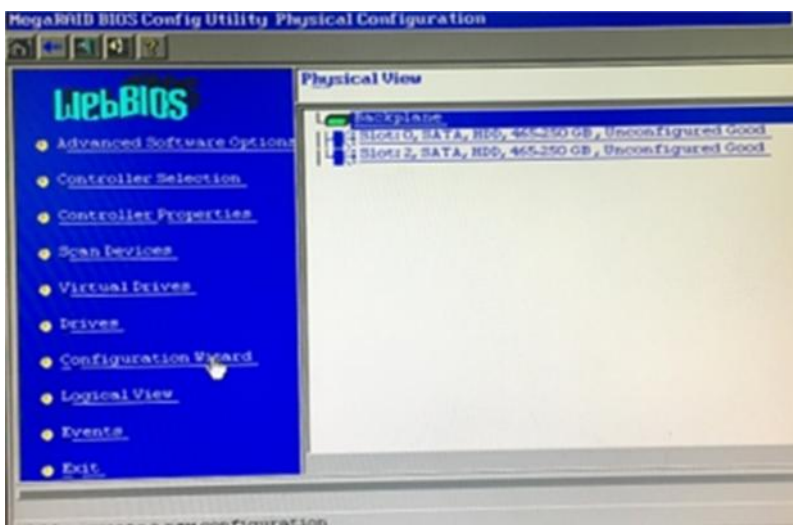 MegaRAID BIOS Config Utility Physical Configuration
Physical View
WebBIOS
Backplane
Slot: 0, SATA, HDD, 465.250 GB, Unconfigured Good
Slot: 2, SATA, HDD, 465.250 GB, Unconfigured Good
Advanced Software Options
Controller Selection
Controller Properties
Scan Devices
Virtual Drives
Drives
Configuration Wizard
Logical View
Events
Exit
new configuration